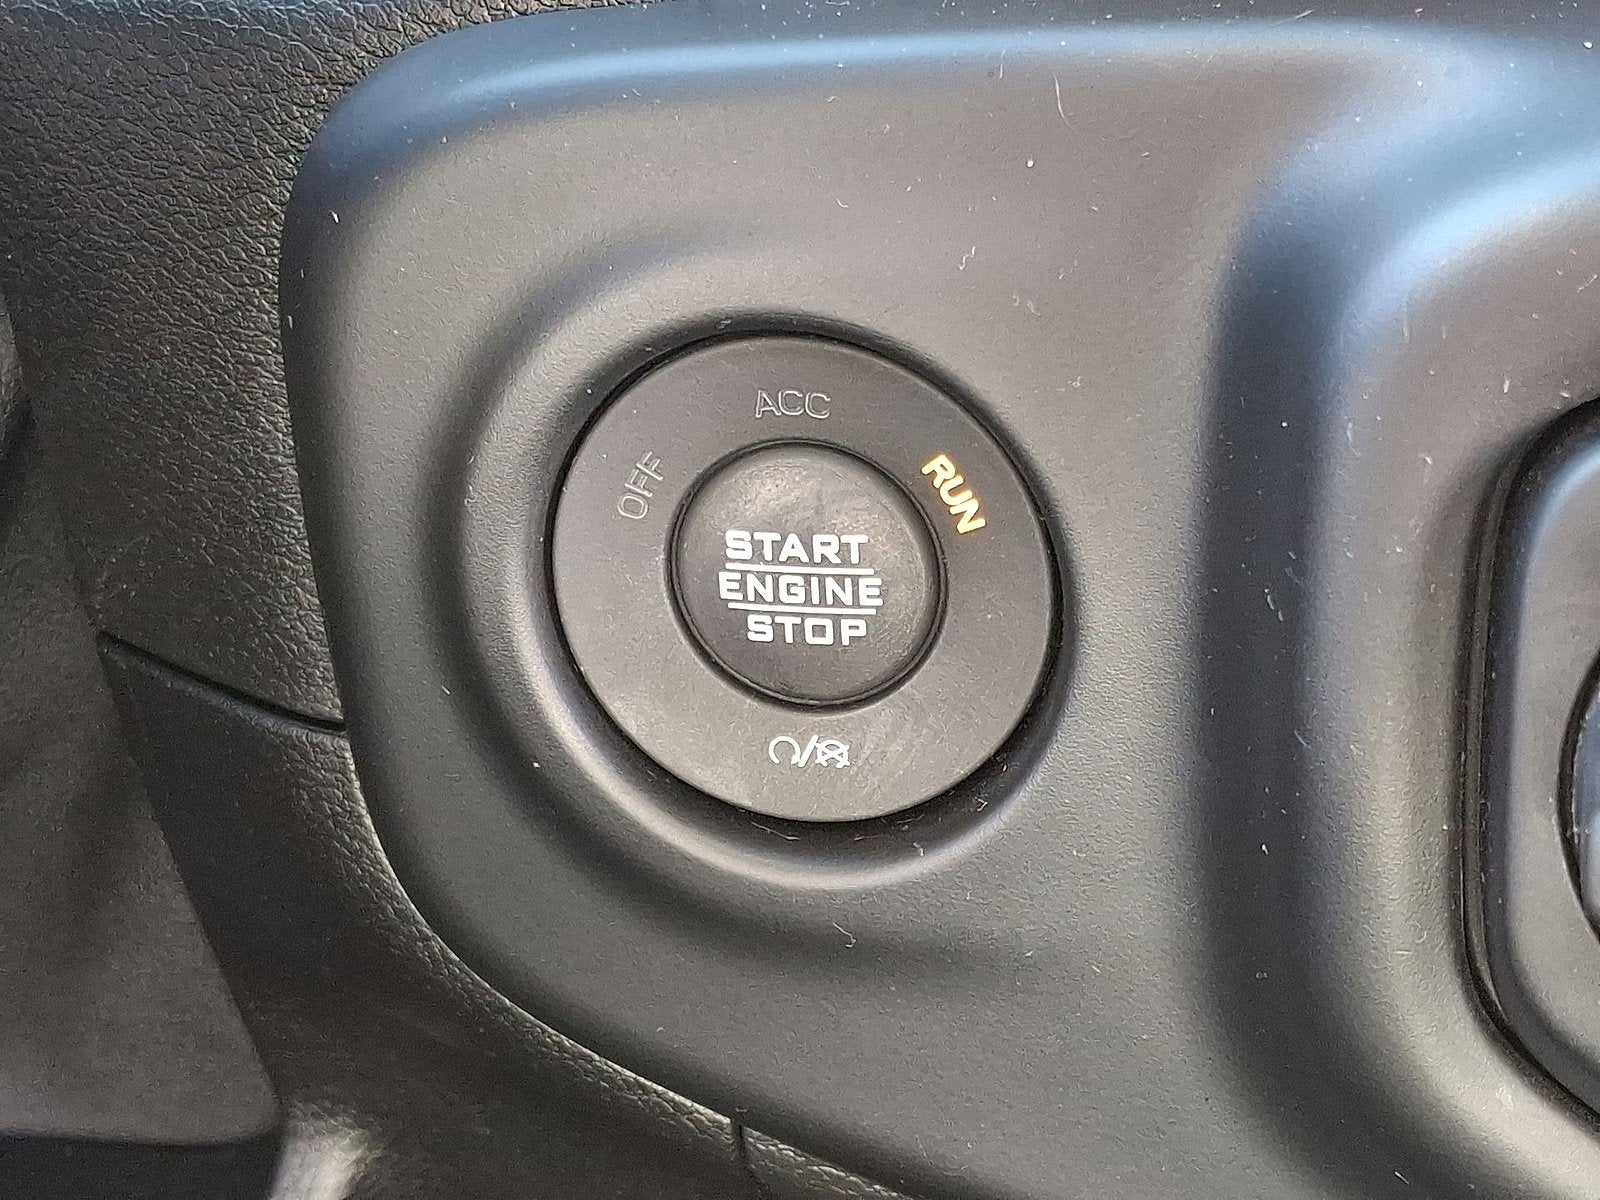 ACC
OFF
RUN
START
ENGINE
STOP